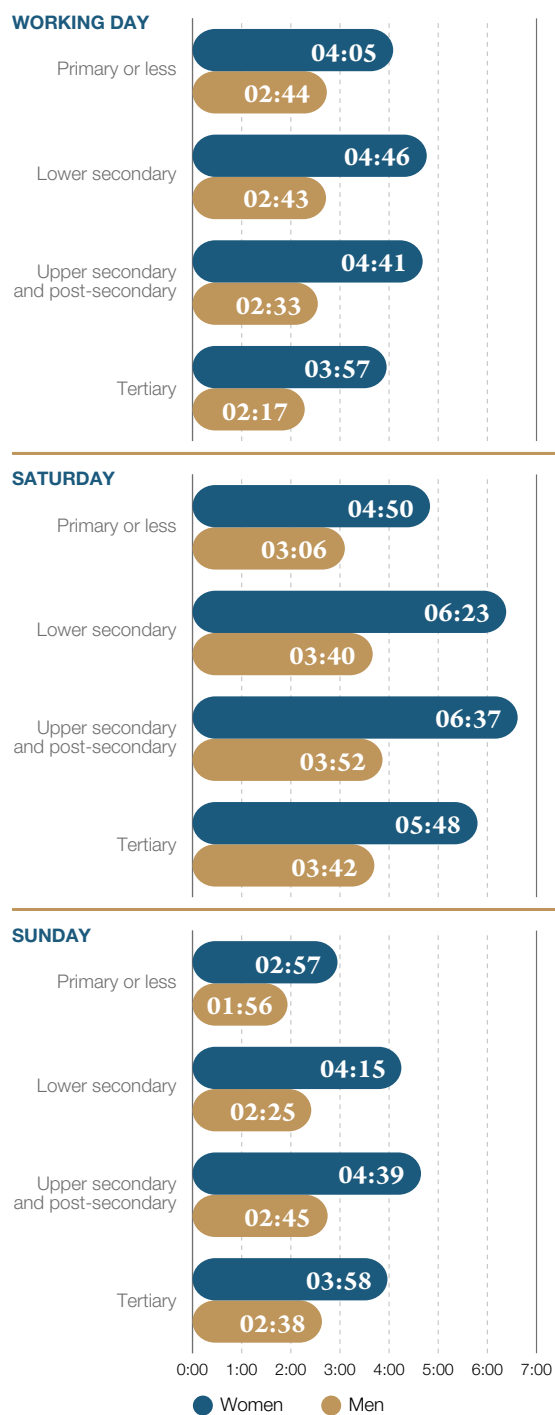 WORKING DAY
Primary or less
04:05
02:44
Lower secondary
04:46
02:43
Upper secondary
and post-secondary
04:41
02:33
Tertiary
03:57
02:17
SATURDAY
Primary or less
04:50
03:06
Lower secondary
06:23
03:40
Upper secondary
and post-secondary
06:37
03:52
Tertiary
05:48
03:42
SUNDAY
Primary or less
02:57
01:56
Lower secondary
04:15
02:25
Upper secondary
and post-secondary
04:39
02:45
Tertiary
03:58
02:38
0:00 1:00 2:00 3:00 4:00 5:00 6:00 7:00
Women Men